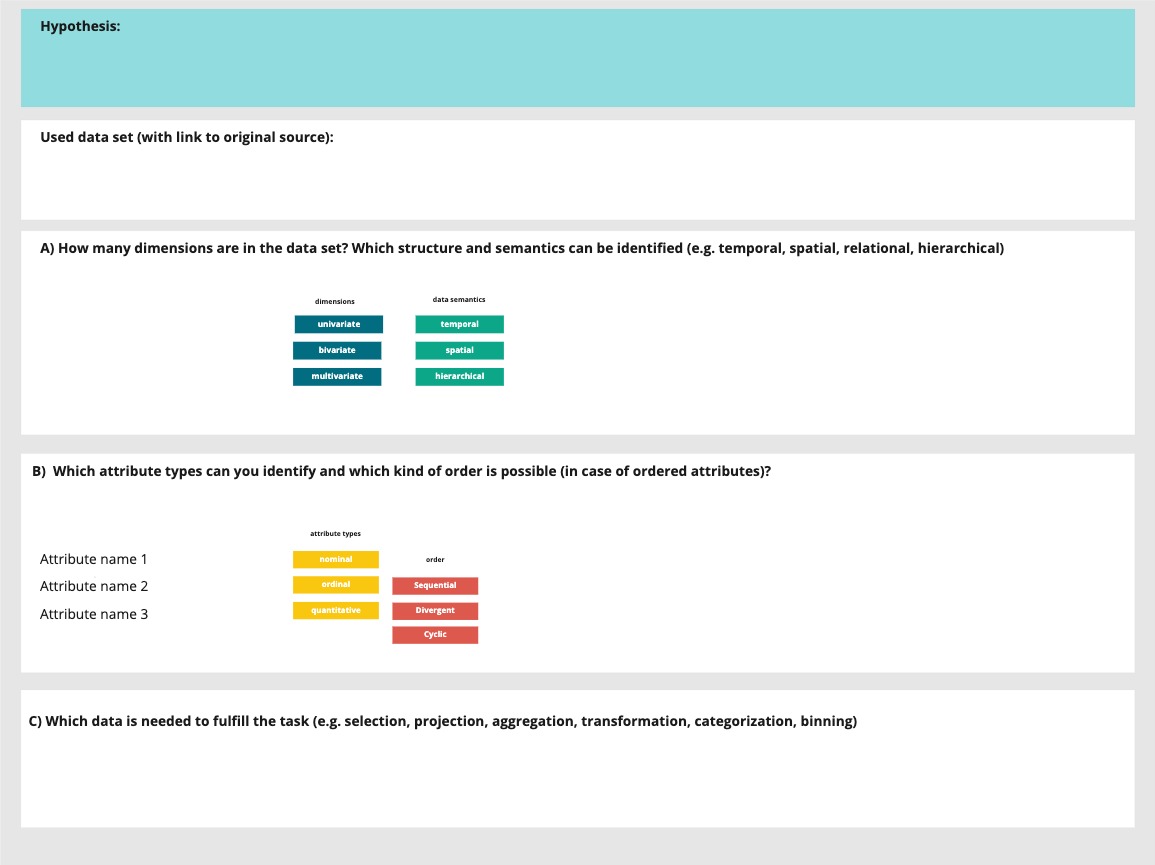 Hypothesis:
Used data set (with link to original source):
A) How many dimensions are in the data set? Which structure and semantics can be identified (e.g. temporal, spatial, relational, hierarchical)
dimensions data semantics
univariate temporal
bivariate spatial
multivariate hierarchical
B) Which attribute types can you identify and which kind of order is possible (in case of ordered attributes)?
attribute types
Attribute name 1 nominal order
Attribute name 2 ordinal Sequential
Attribute name 3 quantitative Divergent
Cyclic
C) Which data is needed to fulfill the task (e.g. selection, projection, aggregation, transformation, categorization, binning)